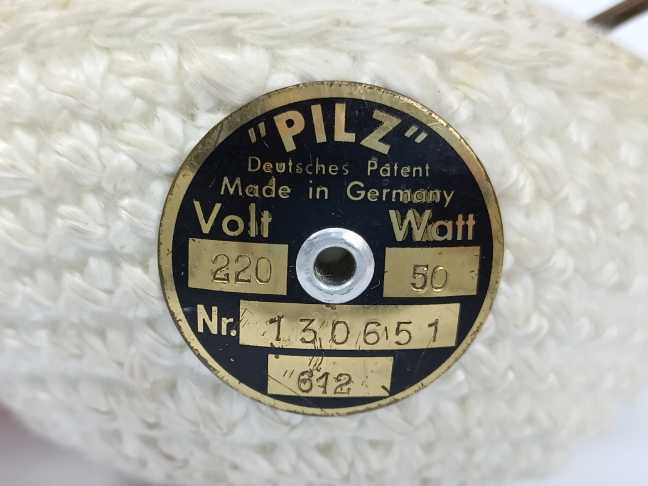 "PILZ"
Deutsches Patent
Made in Germany
Volt Watt
220 50
Nr. 130651
612